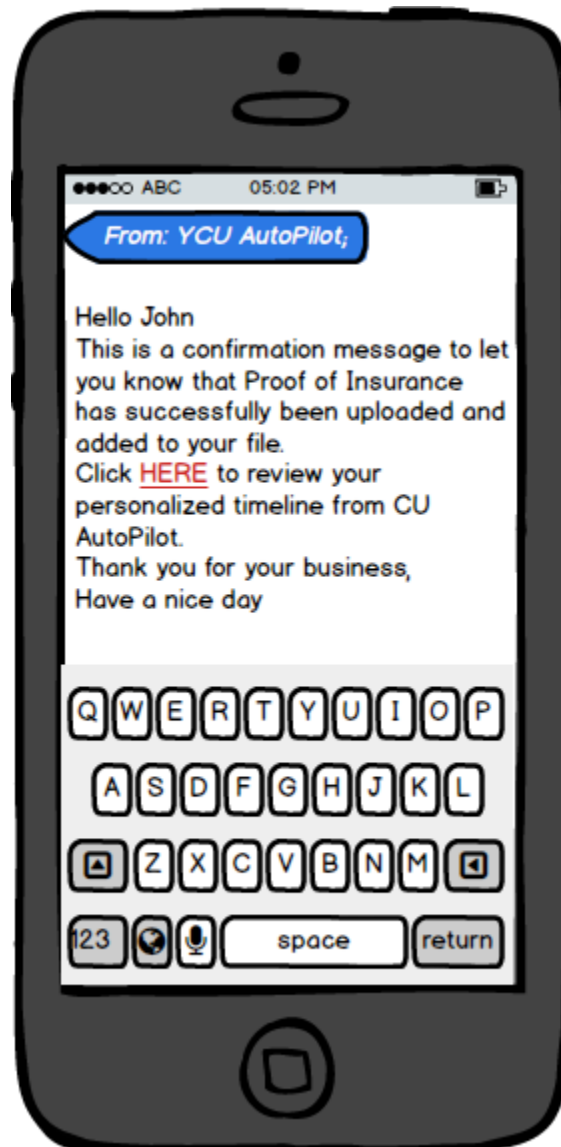 ABC 05:02 PM
From: YCU AutoPilot;
Hello John
This is a confirmation message to let
you know that Proof of Insurance
has successfully been uploaded and
added to your file.
Click HERE to review your
personalized timeline from CU
AutoPilot.
Thank you for your business,
Have a nice day
Q W E R T Y U I O P
A S D F G H J K L
Z X C V B N M
123 space return